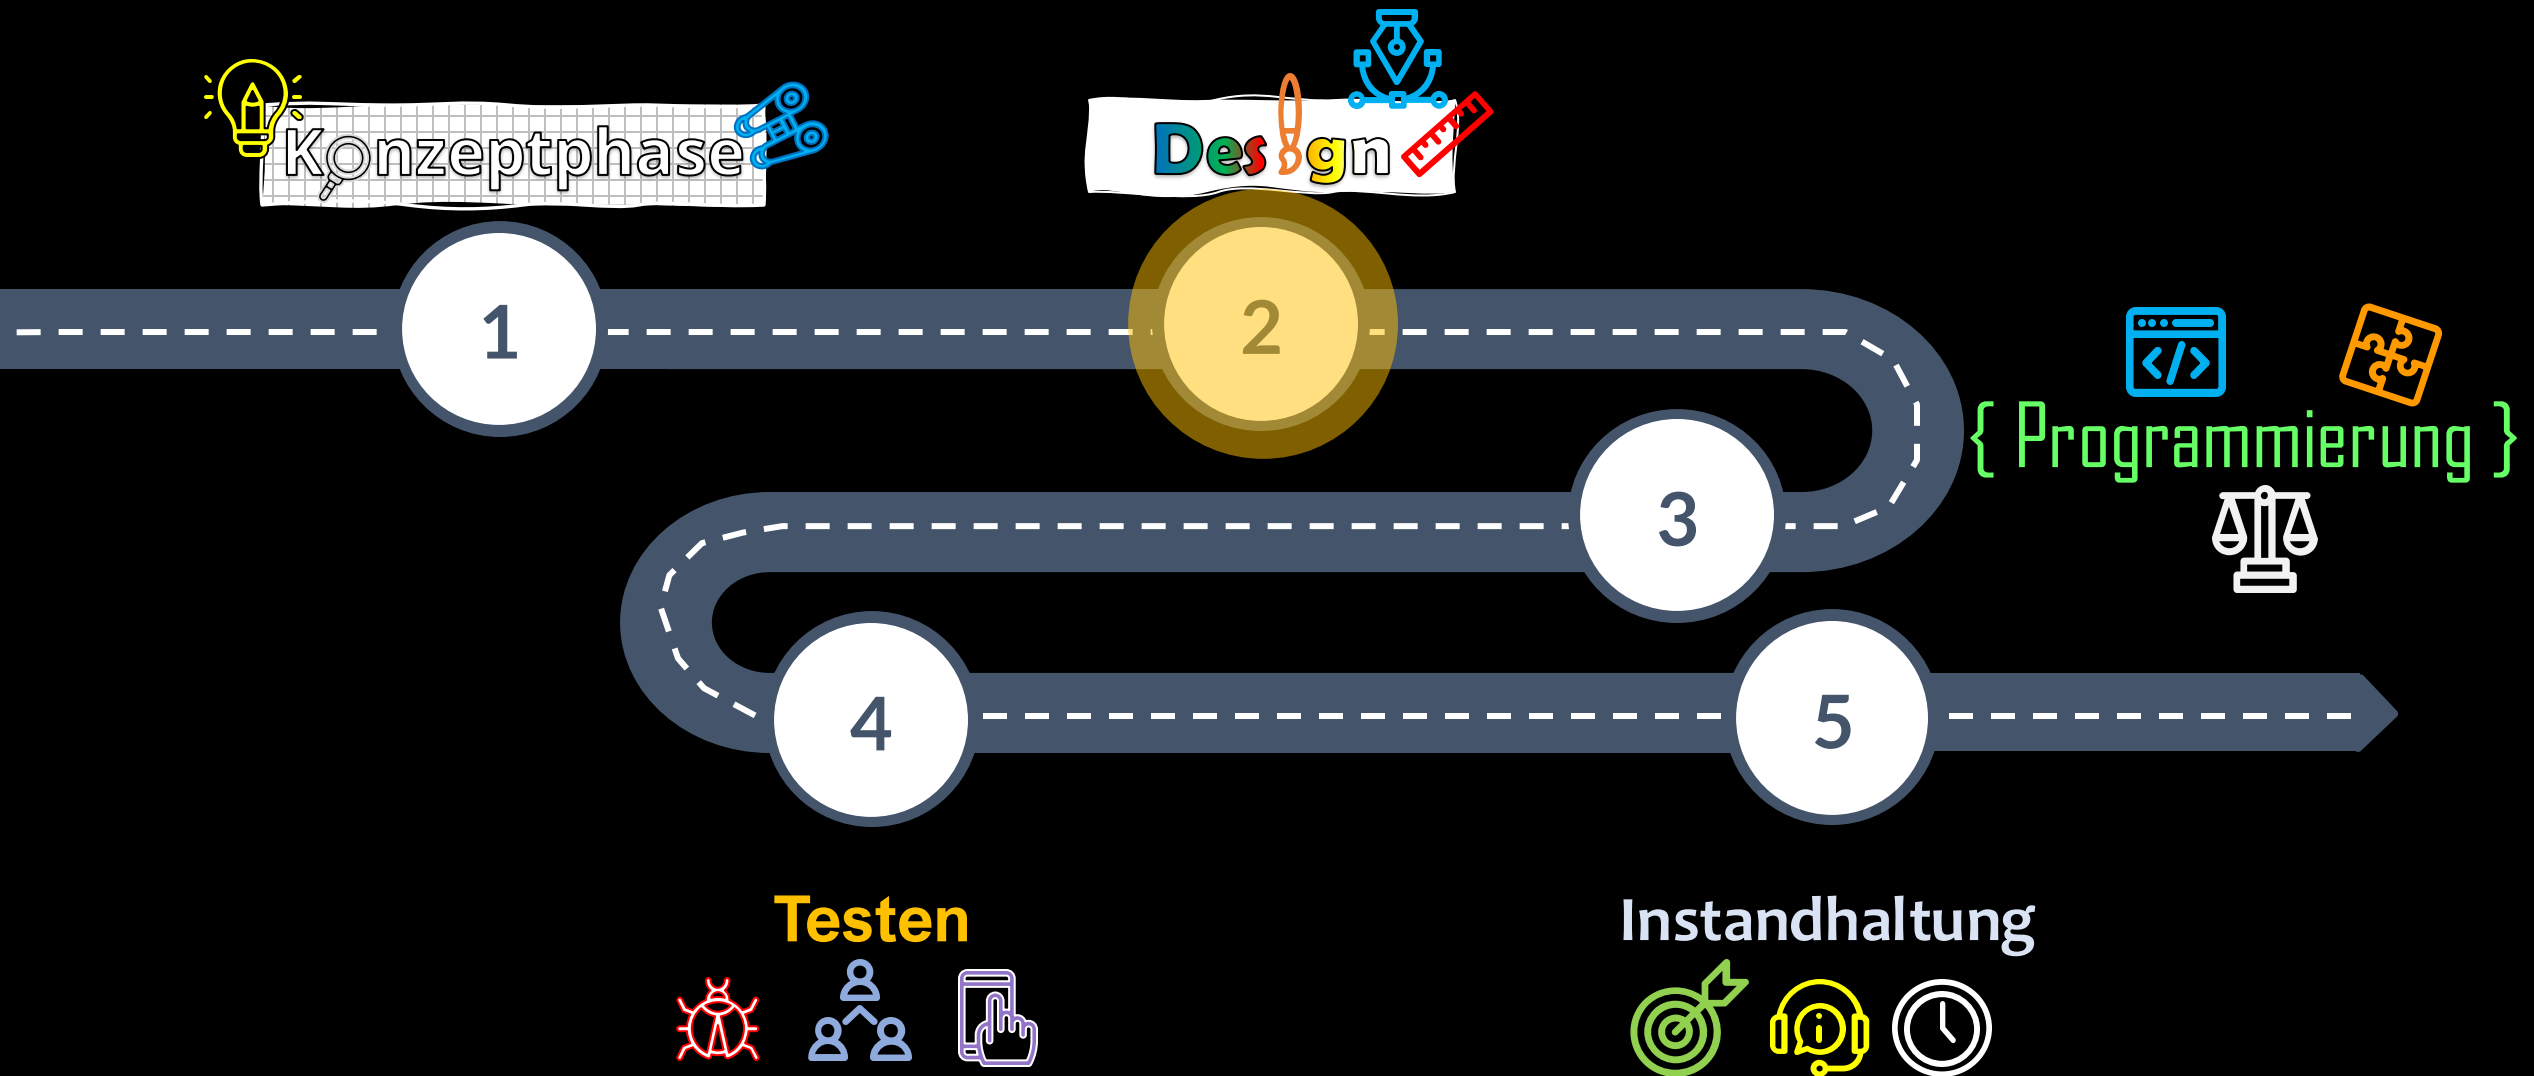 Konzeptphase
Design
1
2
{ Programmierung }
3
4
5
Testen
Instandhaltung